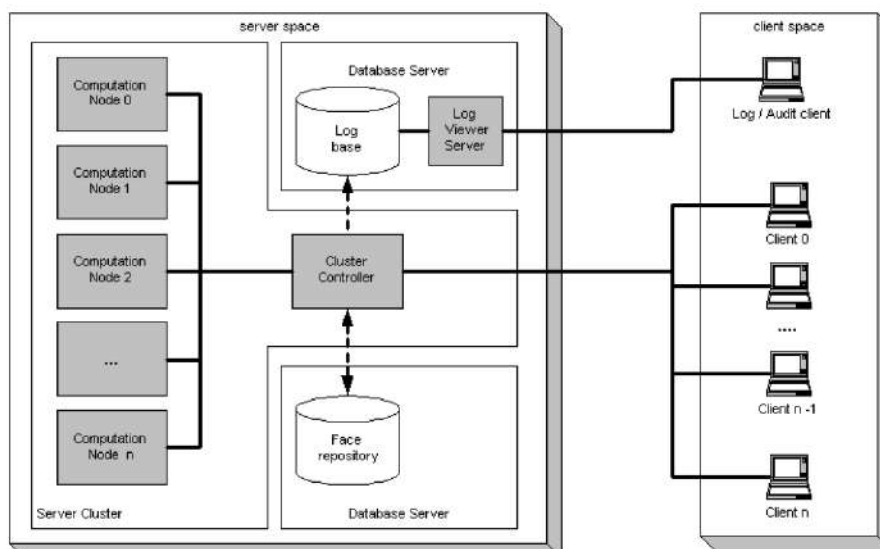 server space
client space
Computation
Node 0
Computation
Node 1
Computation
Node 2
...
Computation
Node n
Server Cluster
Database Server
Log
base
Log
Viewer
Server
Cluster
Controller
Face
repository
Database Server
Log / Audit client
Client 0
....
Client n -1
Client n